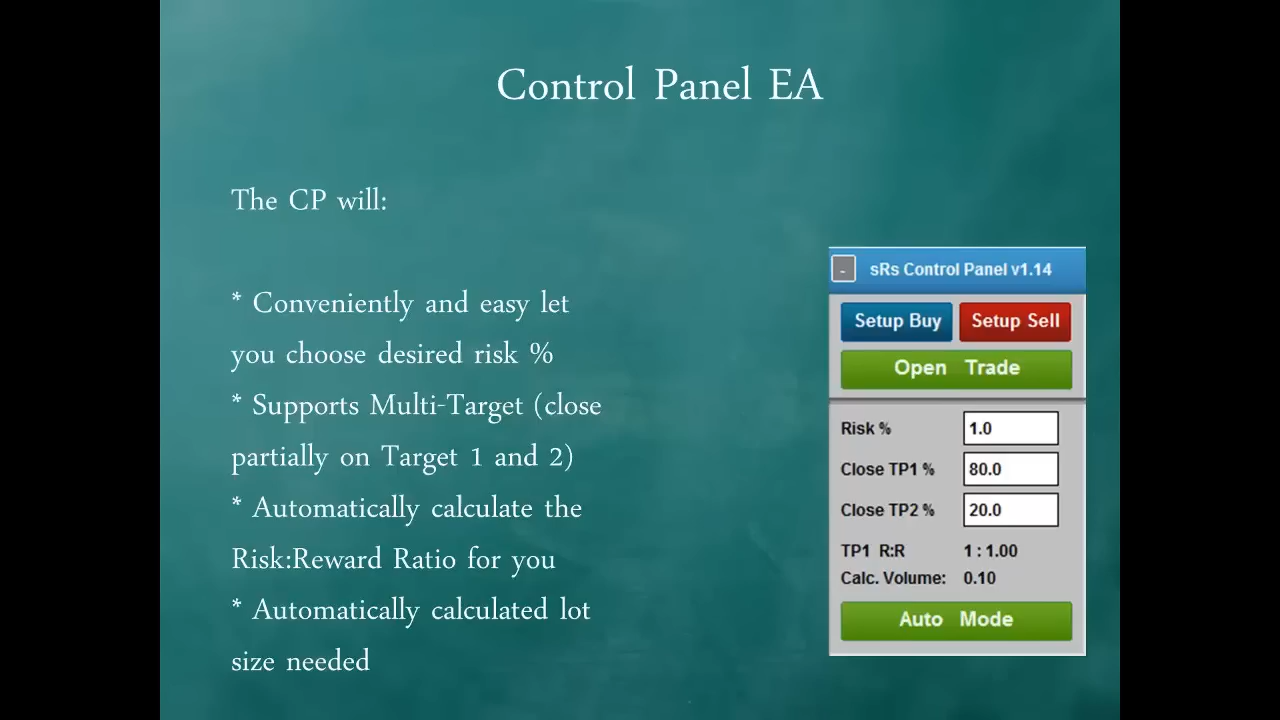 Control Panel EA
The CP will:
* Conveniently and easy let
you choose desired risk %
* Supports Multi-Target (close
partially on Target 1 and 2)
* Automatically calculate the
Risk:Reward Ratio for you
* Automatically calculated lot
size needed
- sRs Control Panel v1.14
Setup Buy Setup Sell
Open Trade
Risk % 1.0
Close TP1 % 80.0
Close TP2 % 20.0
TP1 R:R 1 : 1.00
Calc. Volume: 0.10
Auto Mode